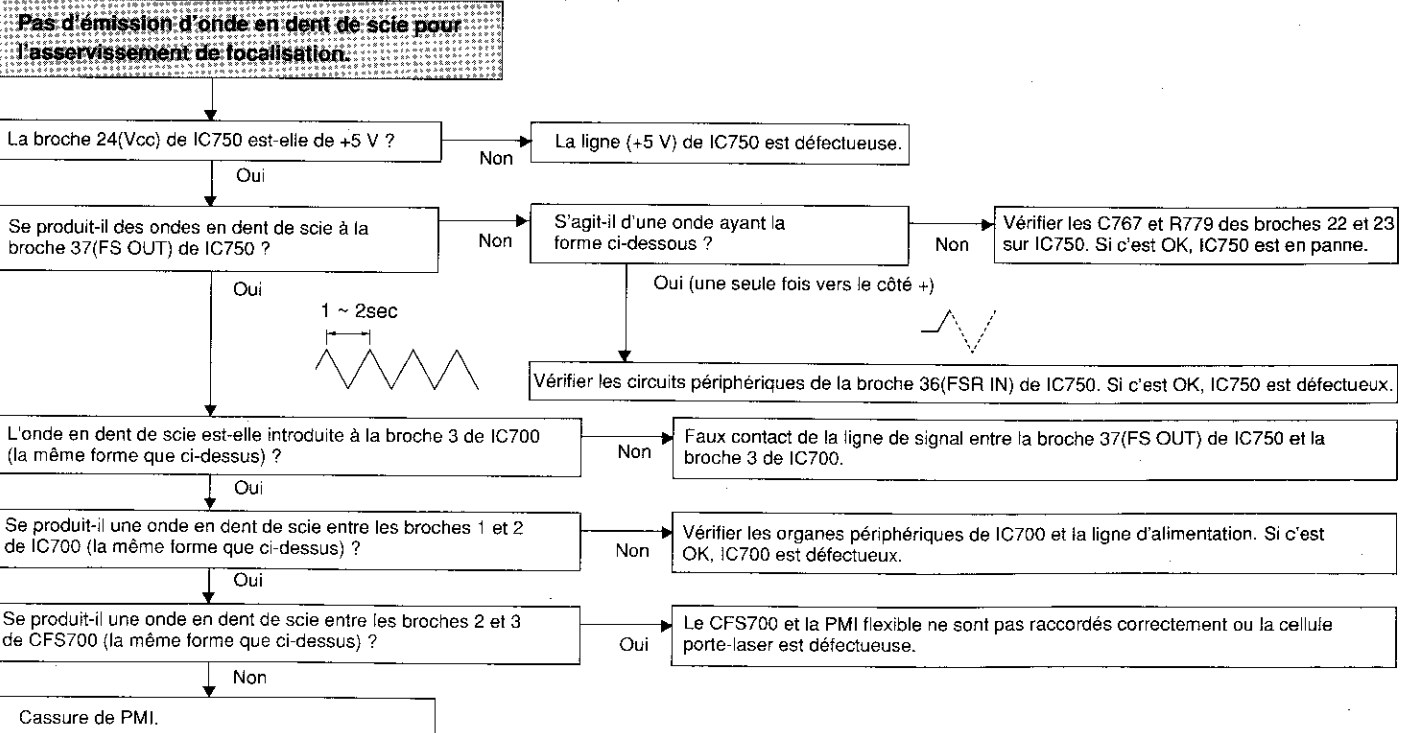 Pas d'émission d'onde en dent de scie pour
l'asservissement de focalisation.
La broche 24(Vcc) de IC750 est-elle de +5 V ?
Non
La ligne (+5 V) de IC750 est défectueuse.
Oui
Se produit-il des ondes en dent de scie à la
broche 37(FS OUT) de IC750 ?
Non
S'agit-il d'une onde ayant la
forme ci-dessous ?
Non
Vérifier les C767 et R779 des broches 22 et 23
sur IC750. Si c'est OK, IC750 est en panne.
Oui
Oui (une seule fois vers le côté +)
1 ~ 2sec
Vérifier les circuits périphériques de la broche 36(FSR IN) de IC750. Si c'est OK, IC750 est défectueux.
L'onde en dent de scie est-elle introduite à la broche 3 de IC700
(la même forme que ci-dessus) ?
Non
Faux contact de la ligne de signal entre la broche 37(FS OUT) de IC750 et la
broche 3 de IC700.
Oui
Se produit-il une onde en dent de scie entre les broches 1 et 2
de IC700 (la même forme que ci-dessus) ?
Non
Vérifier les organes périphériques de IC700 et la ligne d'alimentation. Si c'est
OK, IC700 est défectueux.
Oui
Se produit-il une onde en dent de scie entre les broches 2 et 3
de CFS700 (la même forme que ci-dessus) ?
Oui
Le CFS700 et la PMI flexible ne sont pas raccordés correctement ou la cellule
porte-laser est défectueuse.
Non
Cassure de PMI.